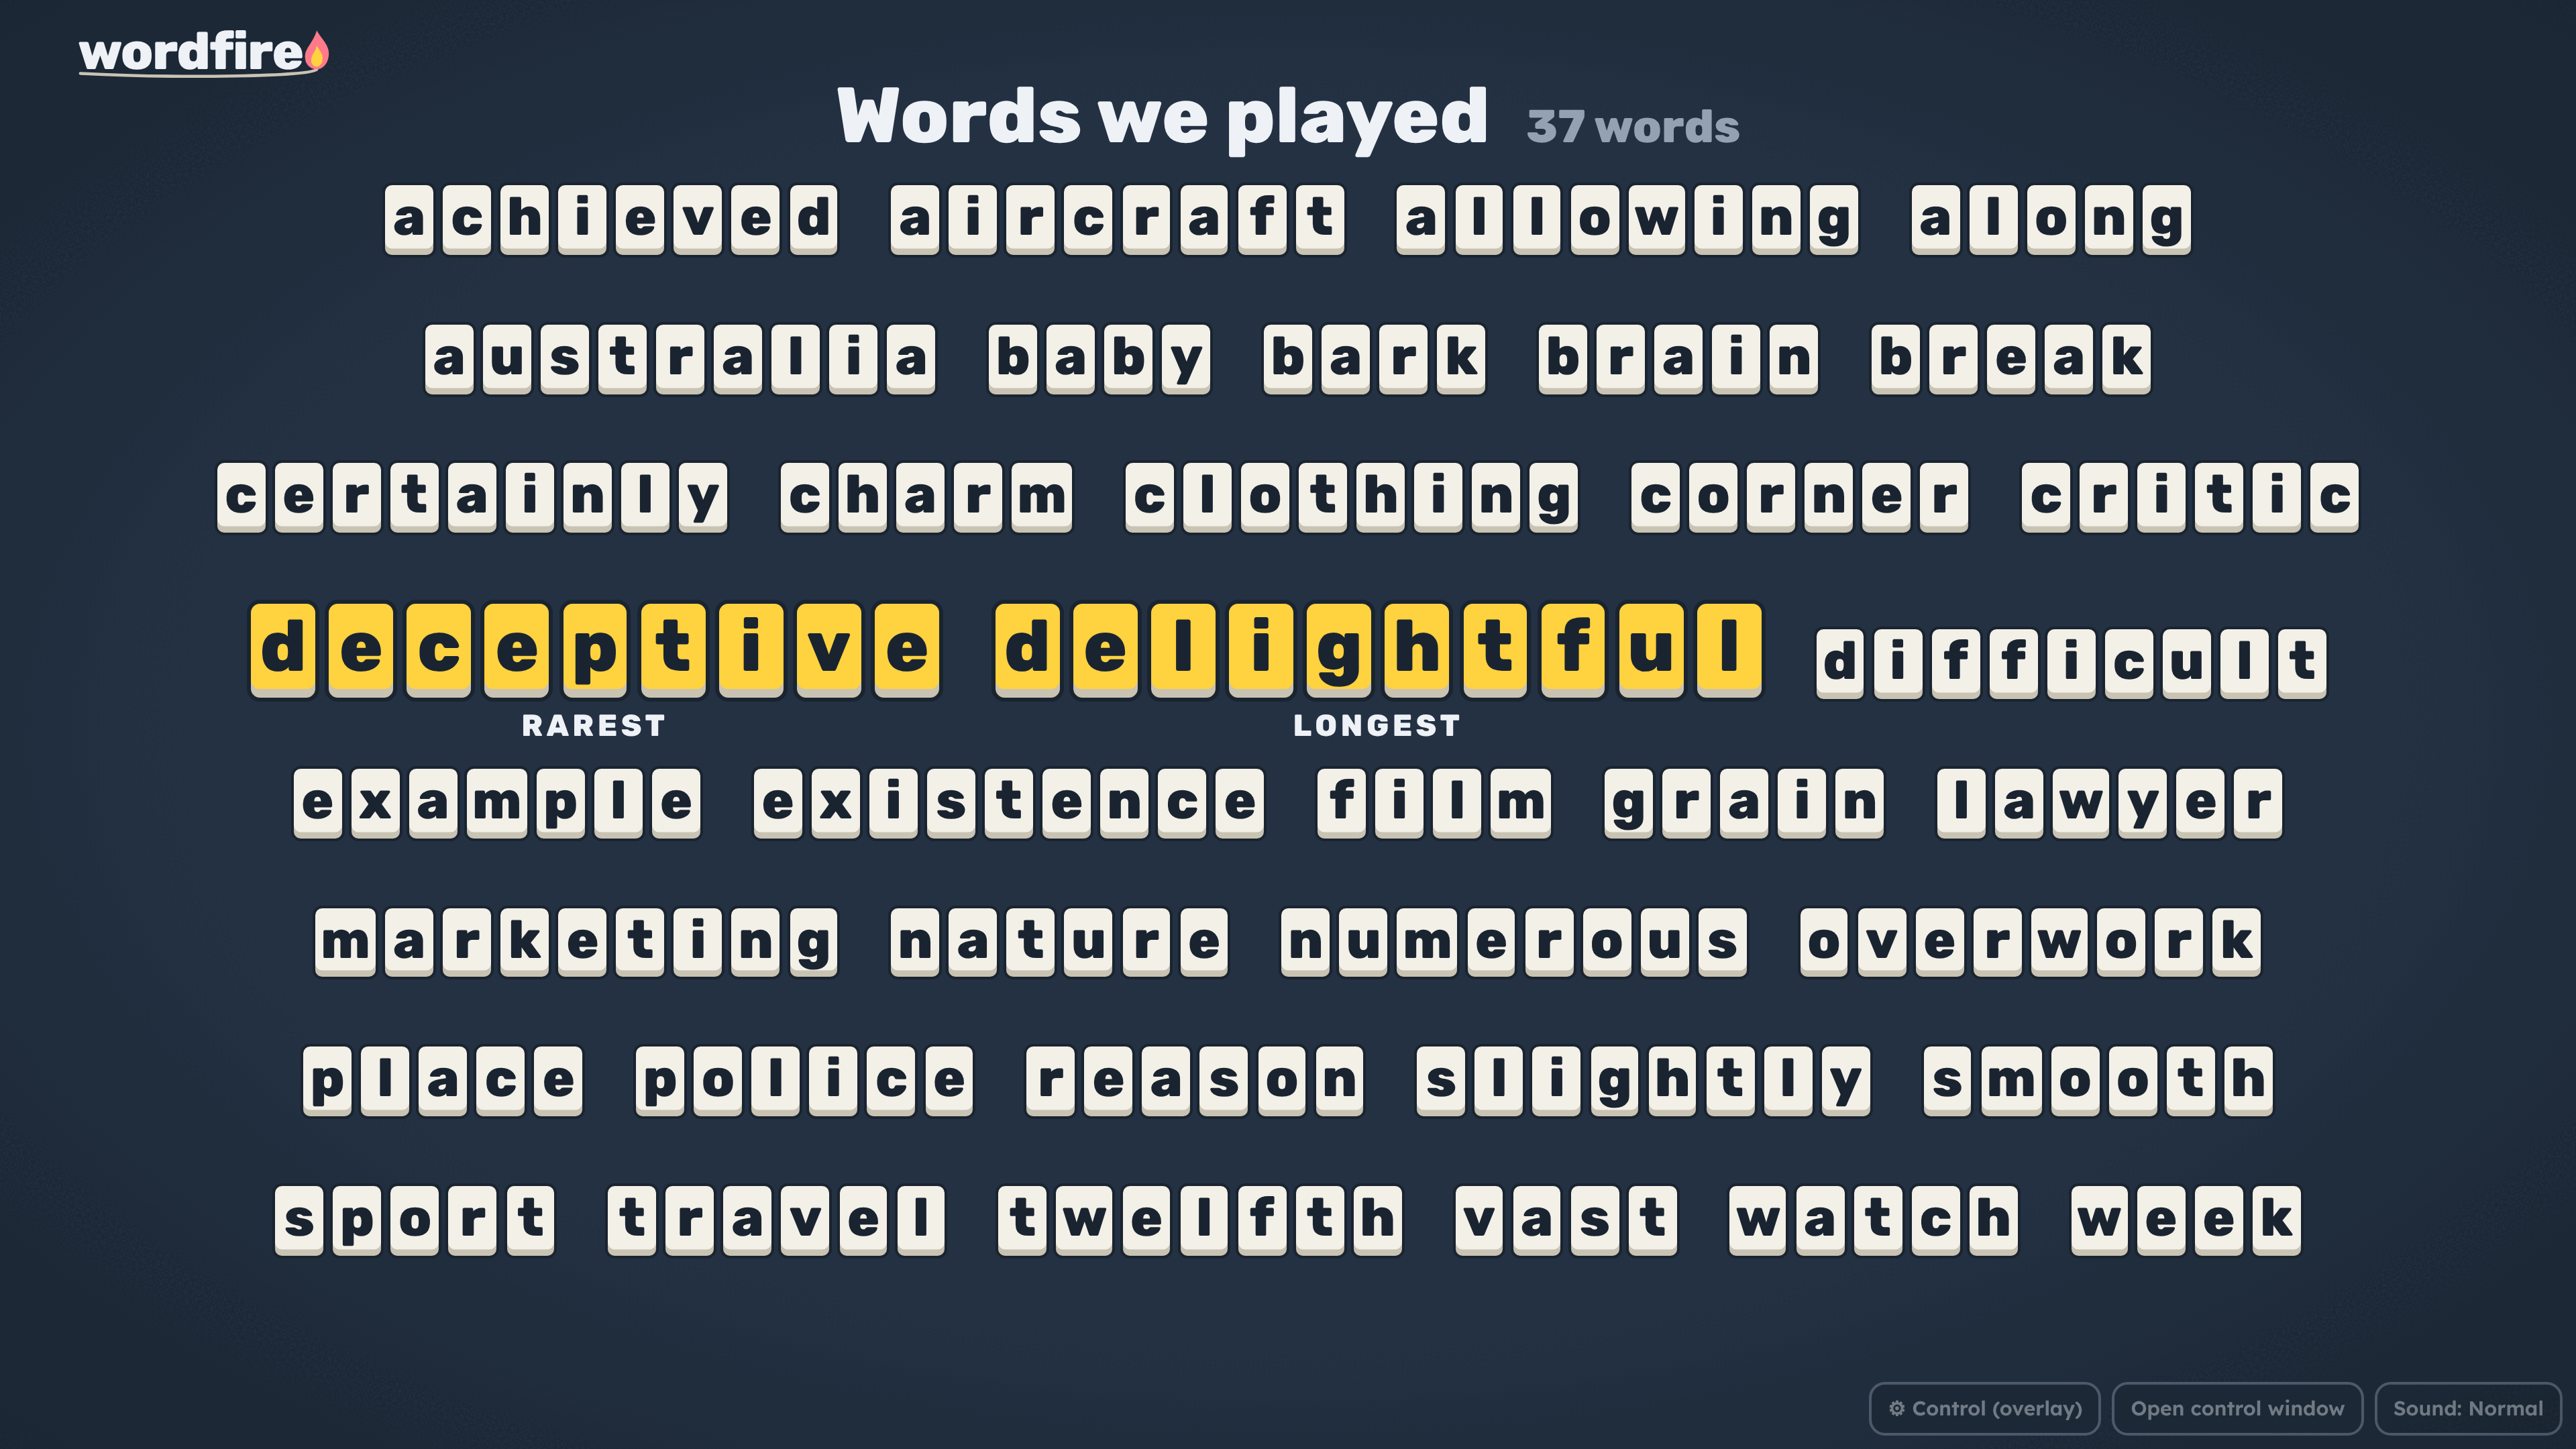 wordfire
Words we played 37 words
achieved aircraft allowing along
australia baby bark brain break
certainly charm clothing corner critic
deceptive delightful difficult
RAREST LONGEST
example existence film grain lawyer
marketing nature numerous overwork
place police reason slightly smooth
sport travel twelfth vast watch week
⚙ Control (overlay) Open control window Sound: Normal